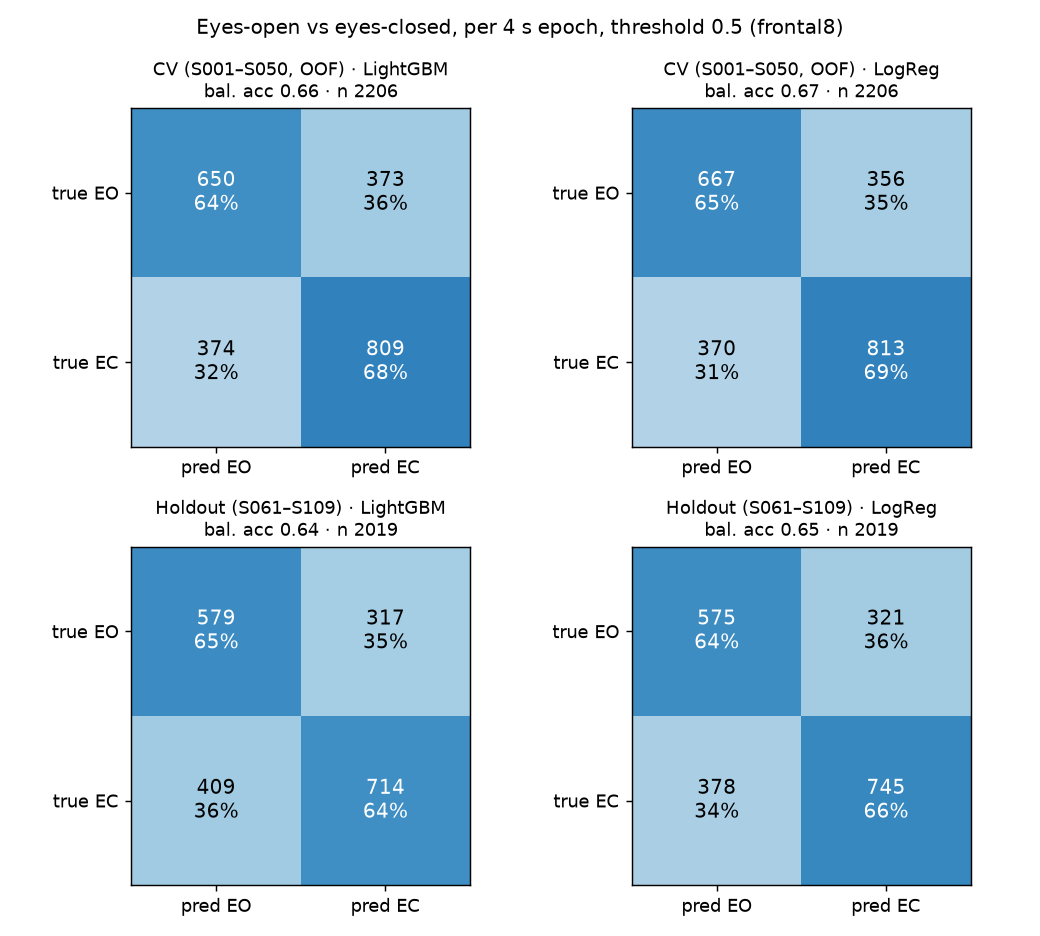 Eyes-open vs eyes-closed, per 4 s epoch, threshold 0.5 (frontal8)
CV (S001–S050, OOF) · LightGBM
bal. acc 0.66 · n 2206
true EO
650
64%
373
36%
true EC
374
32%
809
68%
pred EO
pred EC
CV (S001–S050, OOF) · LogReg
bal. acc 0.67 · n 2206
true EO
667
65%
356
35%
true EC
370
31%
813
69%
pred EO
pred EC
Holdout (S061–S109) · LightGBM
bal. acc 0.64 · n 2019
true EO
579
65%
317
35%
true EC
409
36%
714
64%
pred EO
pred EC
Holdout (S061–S109) · LogReg
bal. acc 0.65 · n 2019
true EO
575
64%
321
36%
true EC
378
34%
745
66%
pred EO
pred EC